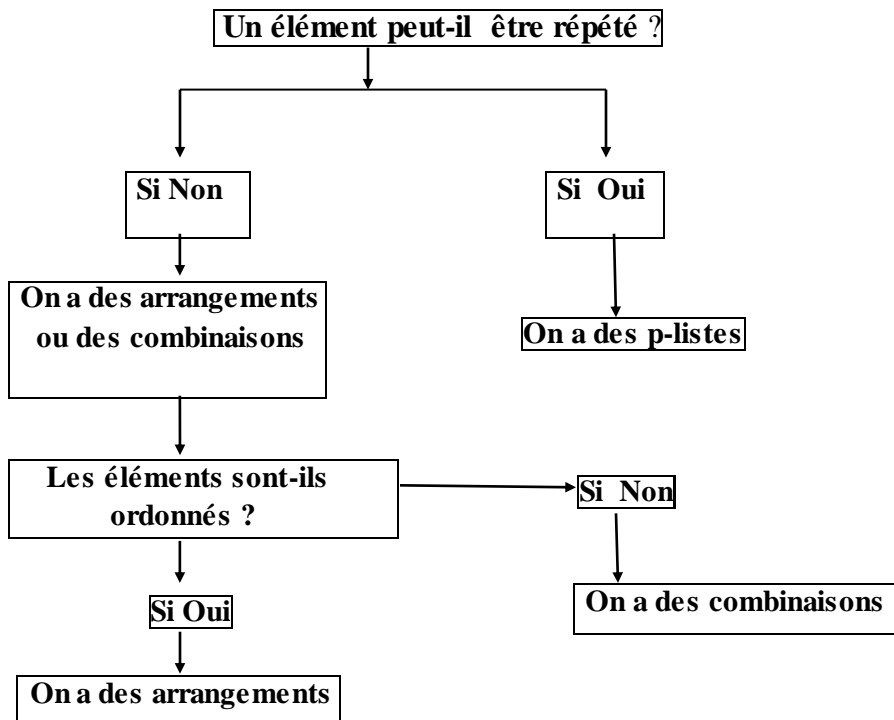 Un élément peut-il être répété ?
Si Non
Si Oui
On a des arrangements
ou des combinaisons
On a des p-listes
Les éléments sont-ils
ordonnés ?
Si Non
Si Oui
On a des combinaisons
On a des arrangements